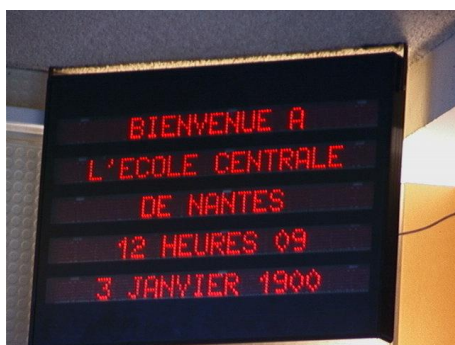 BIENVENUE A
L'ECOLE CENTRALE
DE NANTES
12 HEURES 09
3 JANVIER 1900